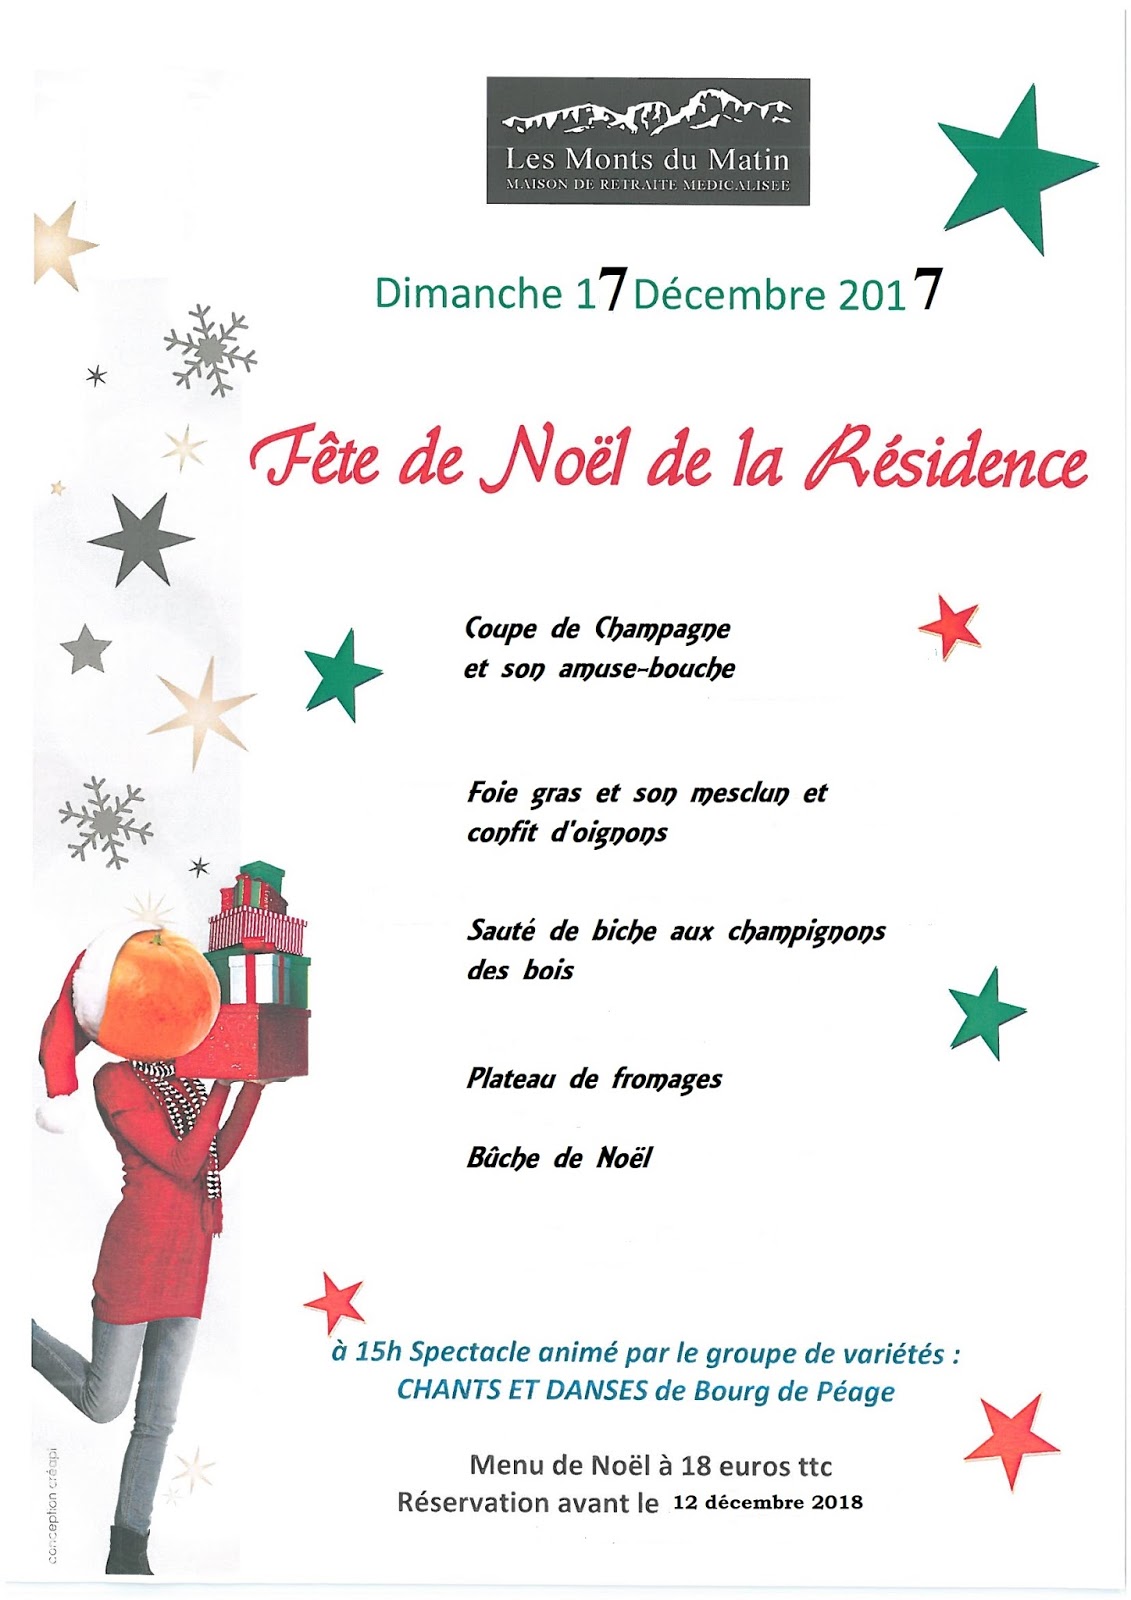 Les Monts du Matin
MAISON DE RETRAITE MEDICALISEE
Dimanche 17 Décembre 2017
Fête de Noël de la Résidence
Coupe de Champagne
et son amuse-bouche
Foie gras et son mesclun et
confit d'oignons
Sauté de biche aux champignons
des bois
Plateau de fromages
Bûche de Noël
à 15h Spectacle animé par le groupe de variétés :
CHANTS ET DANSES de Bourg de Péage
Menu de Noël à 18 euros ttc
Réservation avant le 12 décembre 2018
conception créapi